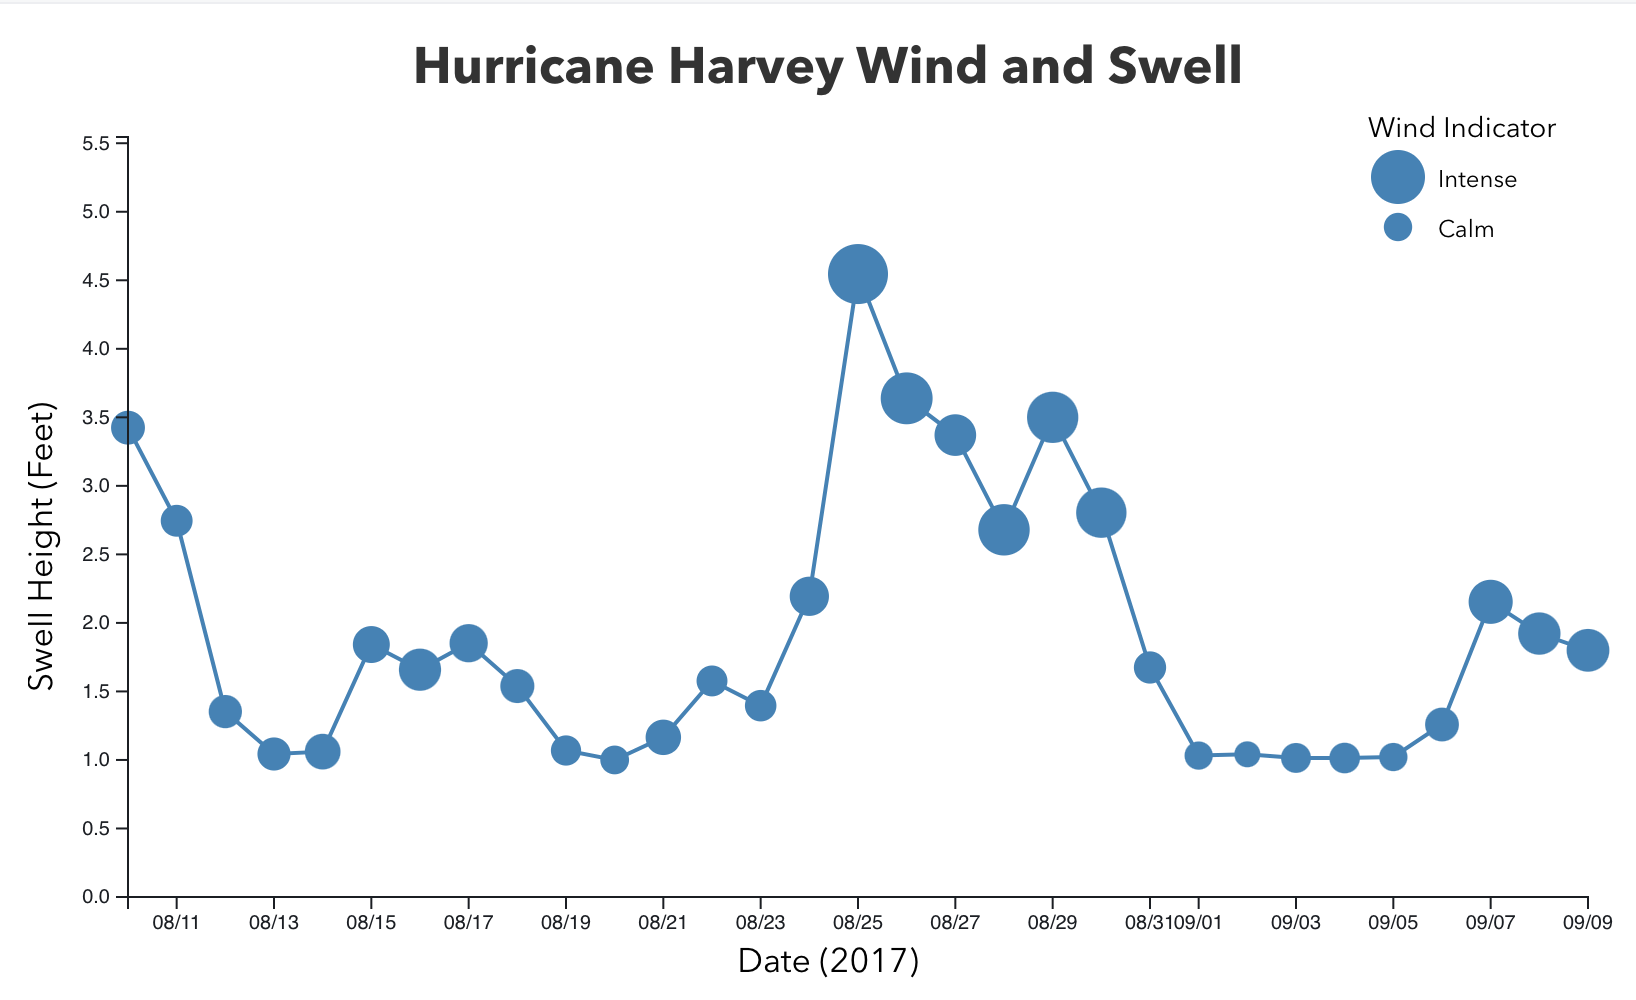 Hurricane Harvey Wind and Swell
Wind Indicator
Intense
Calm
5.5
5.0
4.5
4.0
3.5
3.0
2.5
2.0
1.5
1.0
0.5
0.0
Swell Height (Feet)
08/11 08/13 08/15 08/17 08/19 08/21 08/23 08/25 08/27 08/29 08/31 09/01 09/03 09/05 09/07 09/09
Date (2017)